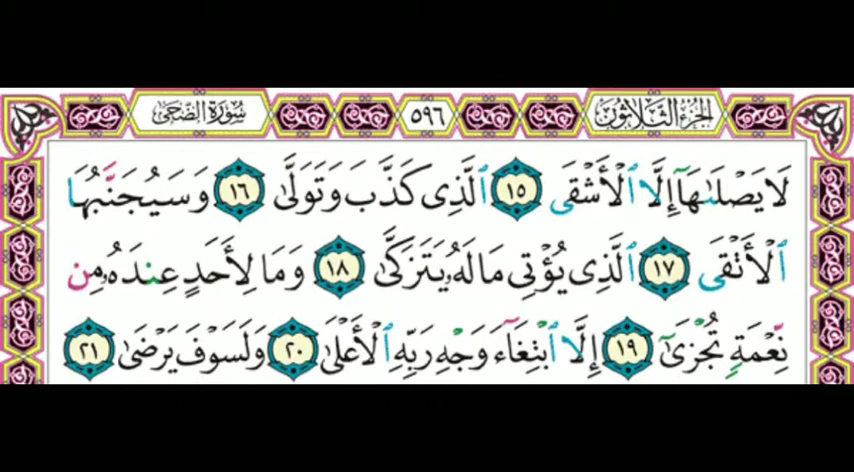 الجزء الثلاثون ٥٩٦ سورة الضحى
لَا يَصْلَىٰهَآ إِلَّا ٱلْأَشْقَى ١٥ ٱلَّذِى كَذَّبَ وَتَوَلَّىٰ ١٦ وَسَيُجَنَّبُهَا
ٱلْأَتْقَى ١٧ ٱلَّذِى يُؤْتِى مَالَهُۥ يَتَزَكَّىٰ ١٨ وَمَا لِأَحَدٍ عِندَهُۥ مِن
نِّعْمَةٍ تُجْزَىٰٓ ١٩ إِلَّا ٱبْتِغَآءَ وَجْهِ رَبِّهِ ٱلْأَعْلَىٰ ٢٠ وَلَسَوْفَ يَرْضَىٰ ٢١